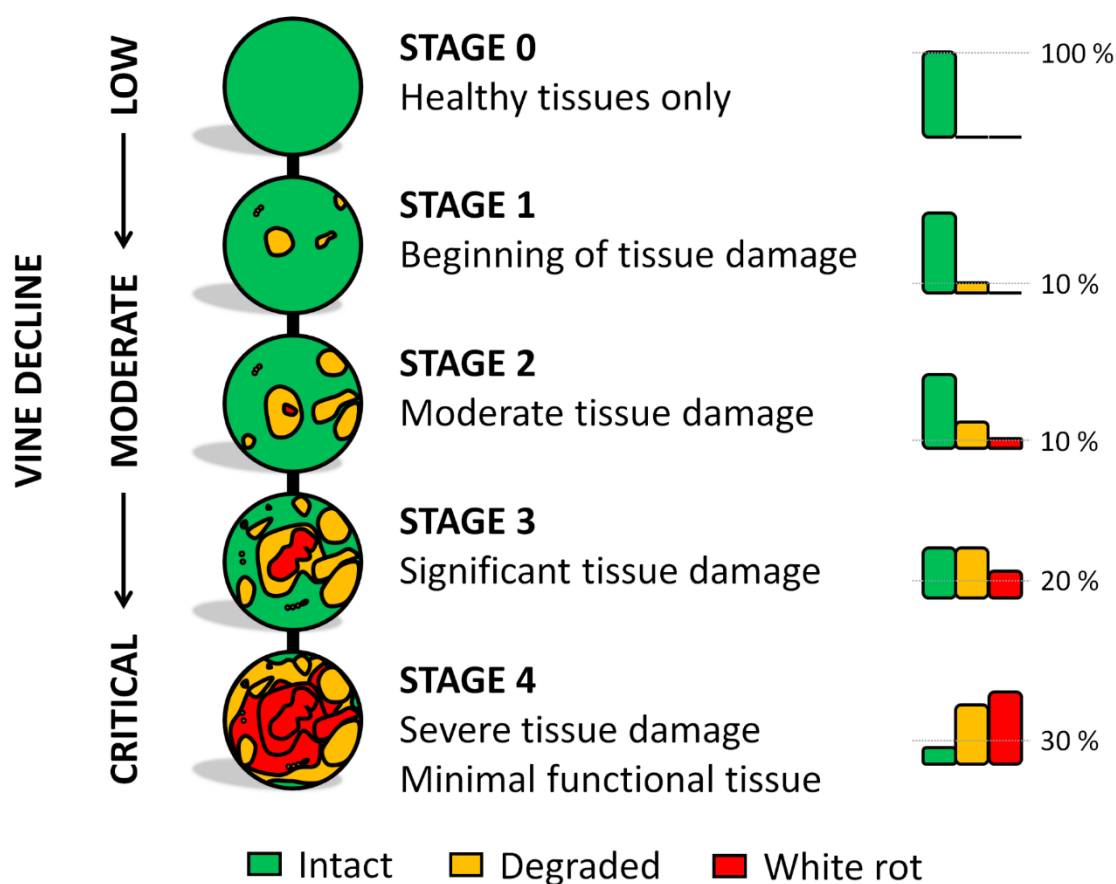 VINE DECLINE
LOW
MODERATE
CRITICAL
STAGE 0
Healthy tissues only
100 %
STAGE 1
Beginning of tissue damage
10 %
STAGE 2
Moderate tissue damage
10 %
STAGE 3
Significant tissue damage
20 %
STAGE 4
Severe tissue damage
Minimal functional tissue
30 %
Intact
Degraded
White rot